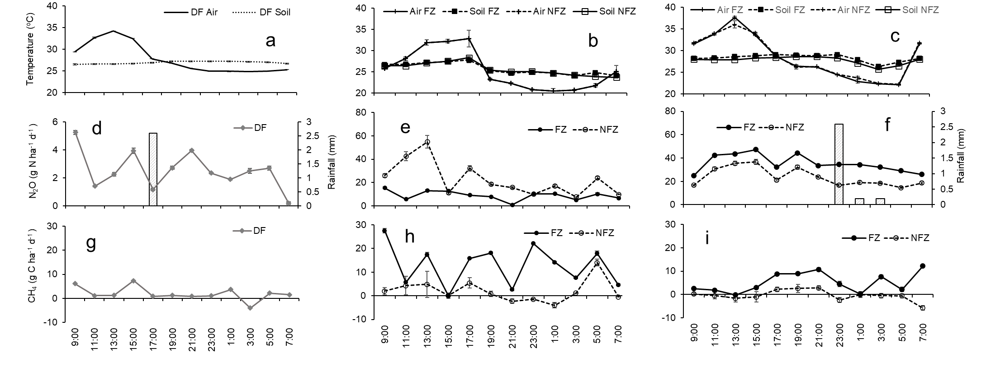 Temperature (ºC)
40
35
30
25
20
DF Air
DF Soil
a
40
35
30
25
20
Air FZ
Soil FZ
Air NFZ
Soil NFZ
b
40
35
30
25
20
Air FZ
Soil FZ
Air NFZ
Soil NFZ
c
N₂O (g N ha⁻¹ d⁻¹ )
6
4
2
0
d
DF
3
2.5
2
1.5
1
0.5
0
Rainfall (mm)
80
60
40
20
0
e
FZ
NFZ
80
60
40
20
0
FZ
NFZ
f
3
2.5
2
1.5
1
0.5
0
Rainfall (mm)
CH₄ (g C ha⁻¹ d⁻¹ )
30
20
10
0
-10
g
DF
9:00
11:00
13:00
15:00
17:00
19:00
21:00
23:00
1:00
3:00
5:00
7:00
30
20
10
0
-10
h
FZ
NFZ
9:00
11:00
13:00
15:00
17:00
19:00
21:00
23:00
1:00
3:00
5:00
7:00
30
20
10
0
-10
i
FZ
NFZ
9:00
11:00
13:00
15:00
17:00
19:00
21:00
23:00
1:00
3:00
5:00
7:00